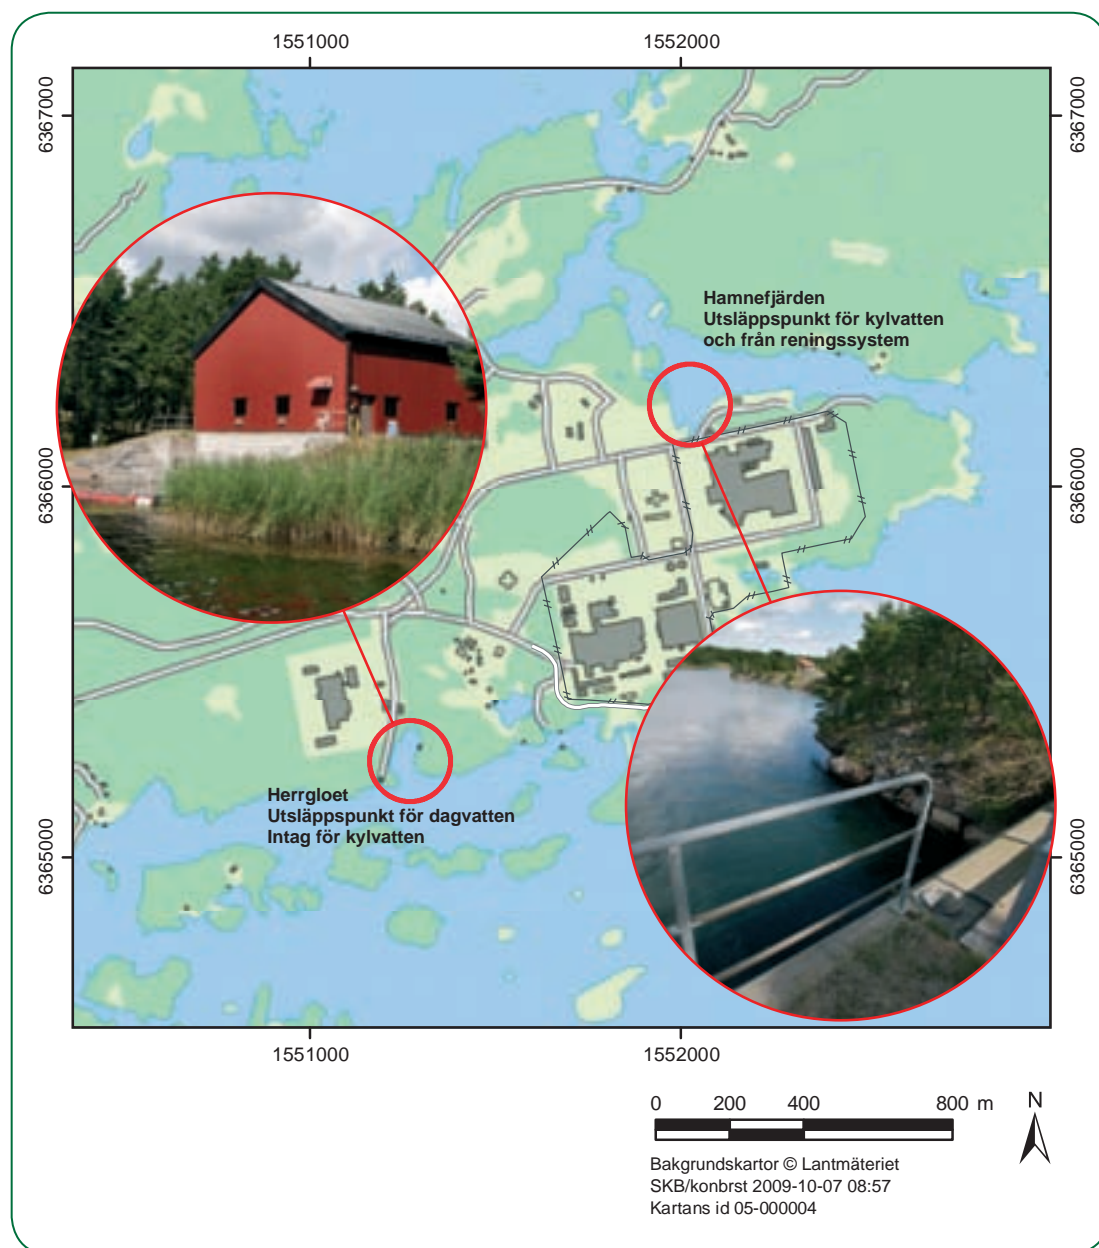 1551000
1552000
6367000
6367000
Hamnefjärden
Utsläppspunkt för kylvatten
och från reningssystem
6366000
6366000
Herrgloet
Utsläppspunkt för dagvatten
Intag för kylvatten
6365000
6365000
1551000
1552000
0 200 400 800 m
N
Bakgrundskartor © Lantmäteriet
SKB/konbrst 2009-10-07 08:57
Kartans id 05-000004